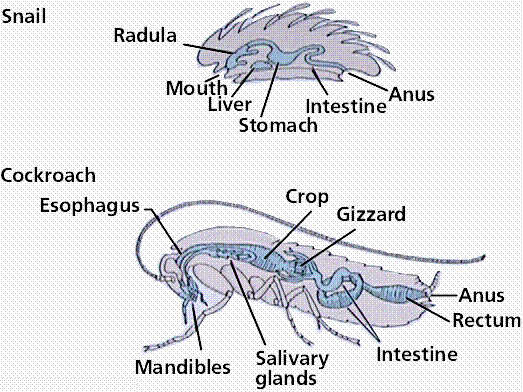 Snail
Radula
Mouth
Liver
Stomach
Intestine
Anus
Cockroach
Esophagus
Crop
Gizzard
Anus
Rectum
Intestine
Salivary
glands
Mandibles